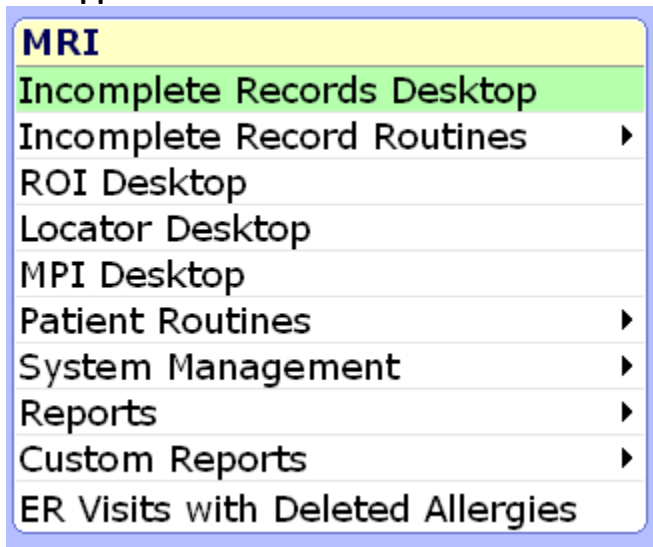 MRI
Incomplete Records Desktop
Incomplete Record Routines
ROI Desktop
Locator Desktop
MPI Desktop
Patient Routines
System Management
Reports
Custom Reports
ER Visits with Deleted Allergies